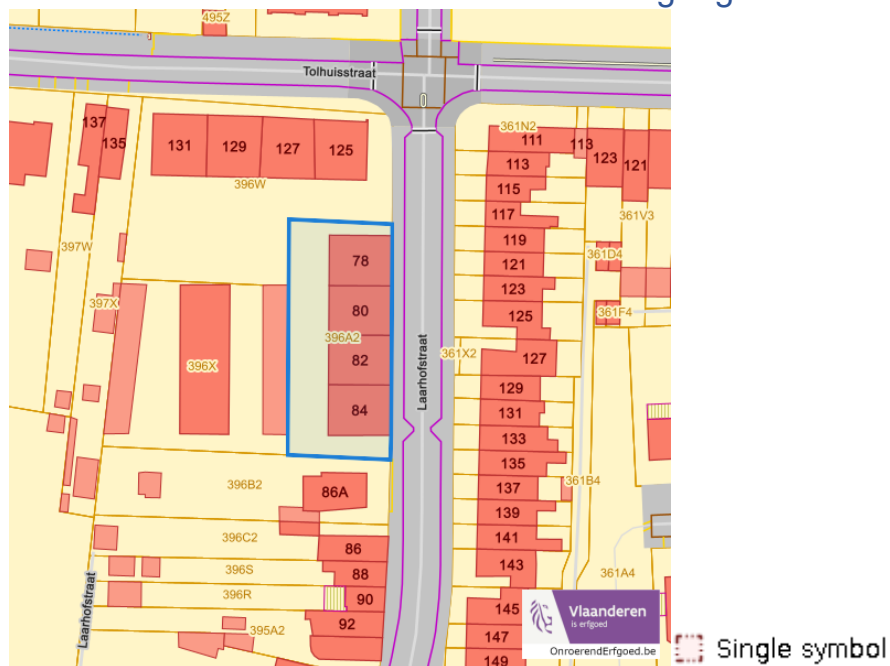 495Z
Tolhuisstraat
0
137
135
131
129
127
125
396W
361N2
111
113
113
123
121
115
117
361V3
119
397W
121
361D4
78
123
397X
80
125
361F4
396A2
396X
82
361X2
127
Laarhofstraat
129
84
131
133
135
396B2
86A
137
361B4
139
396C2
86
141
396S
88
143
361A4
396R
90
Laarhofstraat
395A2
92
145
147
149
Vlaanderen
is erfgoed
OnroerendErfgoed.be
Single symbol